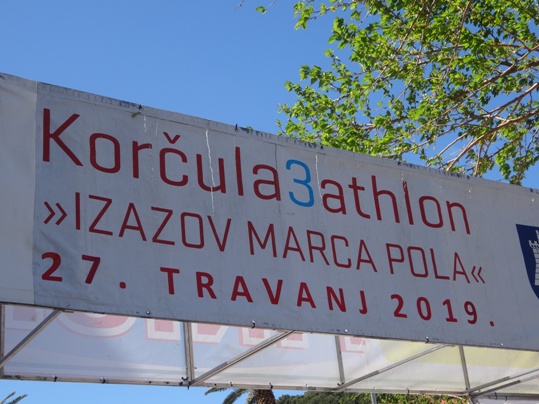 Korčula3athlon
»IZAZOV MARCA POLA«
27. TRAVANJ 2019.